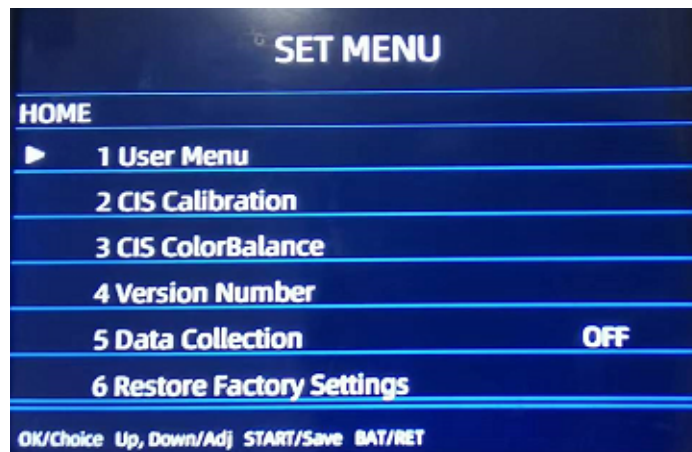 SET MENU
HOME
1 User Menu
2 CIS Calibration
3 CIS ColorBalance
4 Version Number
5 Data Collection OFF
6 Restore Factory Settings
OK/Choice Up, Down/Adj START/Save BAT/RET